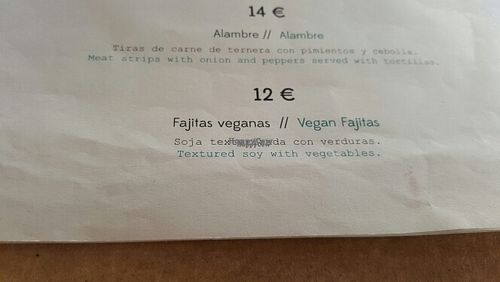 14 €
Alambre // Alambre
Tiras de carne de ternera con pimientos y cebolla.
Meat strips with onion and peppers served with tortillas.
12 €
Fajitas veganas // Vegan Fajitas
Soja con verduras.
Textured soy with vegetables.